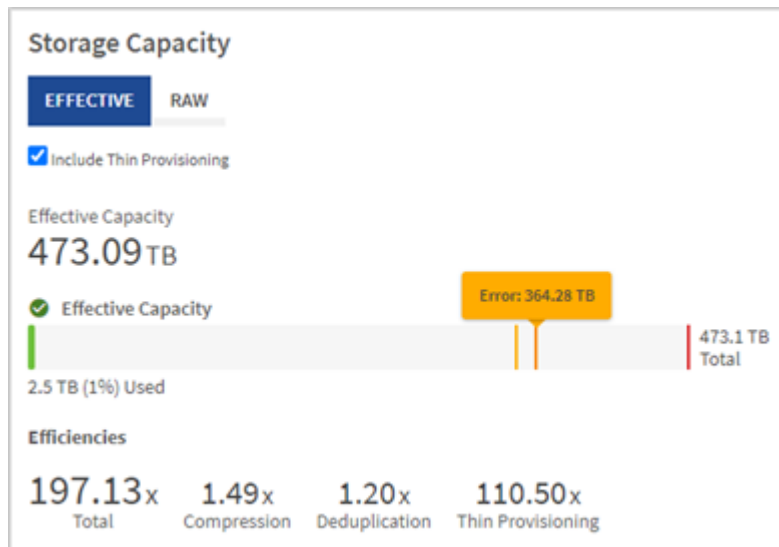 Storage Capacity
EFFECTIVE RAW
Include Thin Provisioning
Effective Capacity
473.09 TB
Error: 364.28 TB
Effective Capacity
473.1 TB
Total
2.5 TB (1%) Used
Efficiencies
197.13x 1.49x 1.20x 110.50x
Total Compression Deduplication Thin Provisioning